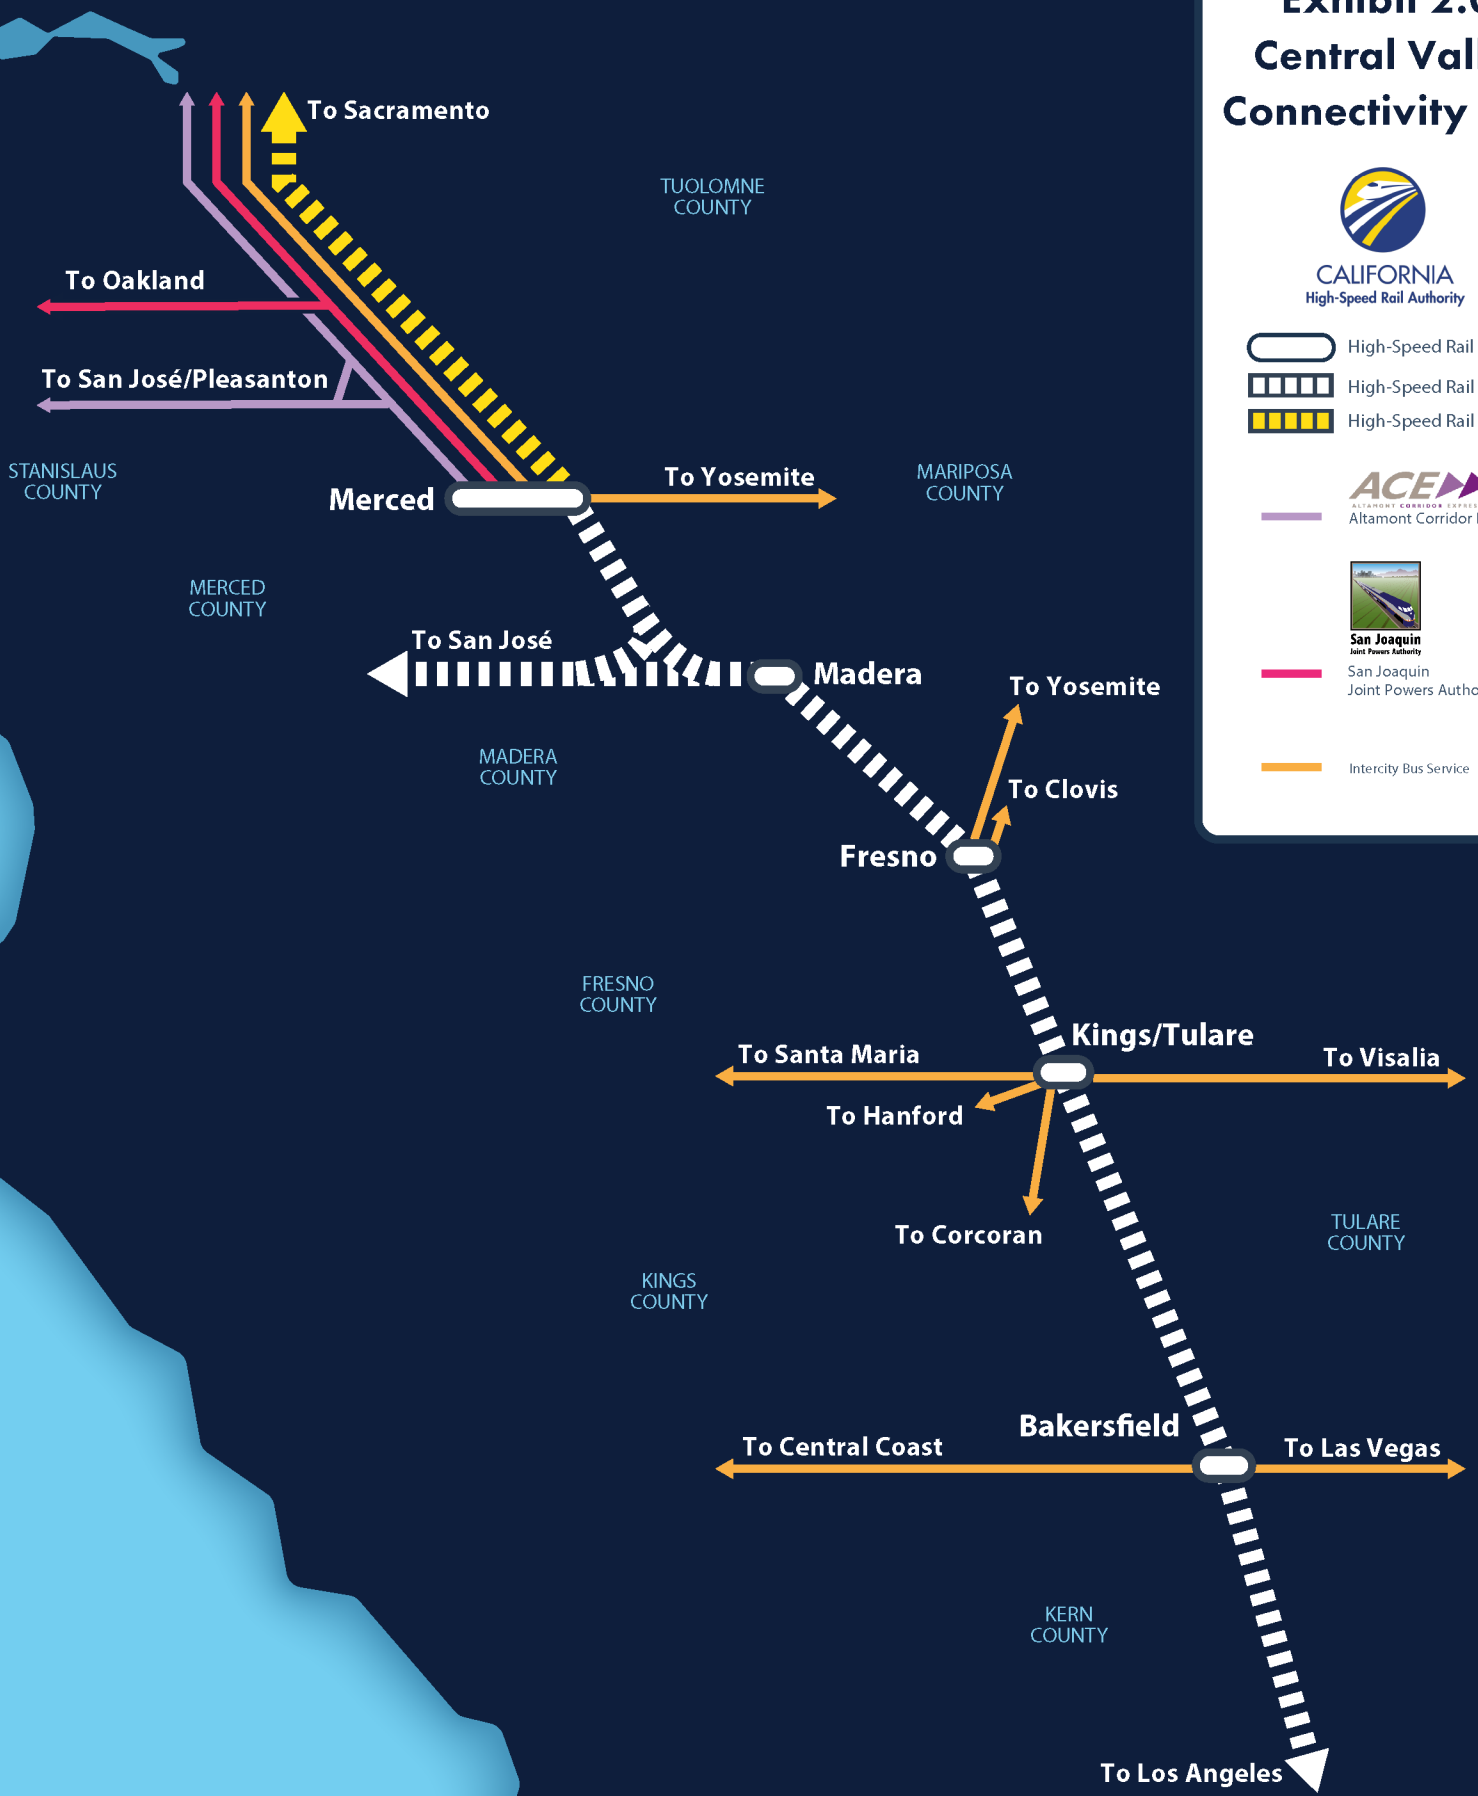 Central
Connectivity
CALIFORNIA
High-Speed Rail Authority
High-Speed Rail
High-Speed Rail
High-Speed Rail
ACE
ALTAMONT CORRIDOR
Altamont Corridor
San Joaquin
Joint Powers Authority
San Joaquin
Joint Powers
Intercity Bus Service
To Sacramento
TUOLOMNE
COUNTY
To Oakland
To San José/Pleasanton
STANISLAUS
COUNTY
To Yosemite
MARIPOSA
COUNTY
Merced
MERCED
COUNTY
To San José
Madera
To Yosemite
MADERA
COUNTY
To Clovis
Fresno
FRESNO
COUNTY
Kings/Tulare
To Santa Maria
To Visalia
To Hanford
To Corcoran
TULARE
COUNTY
KINGS
COUNTY
Bakersfield
To Central Coast
To Las Vegas
KERN
COUNTY
To Los Angeles